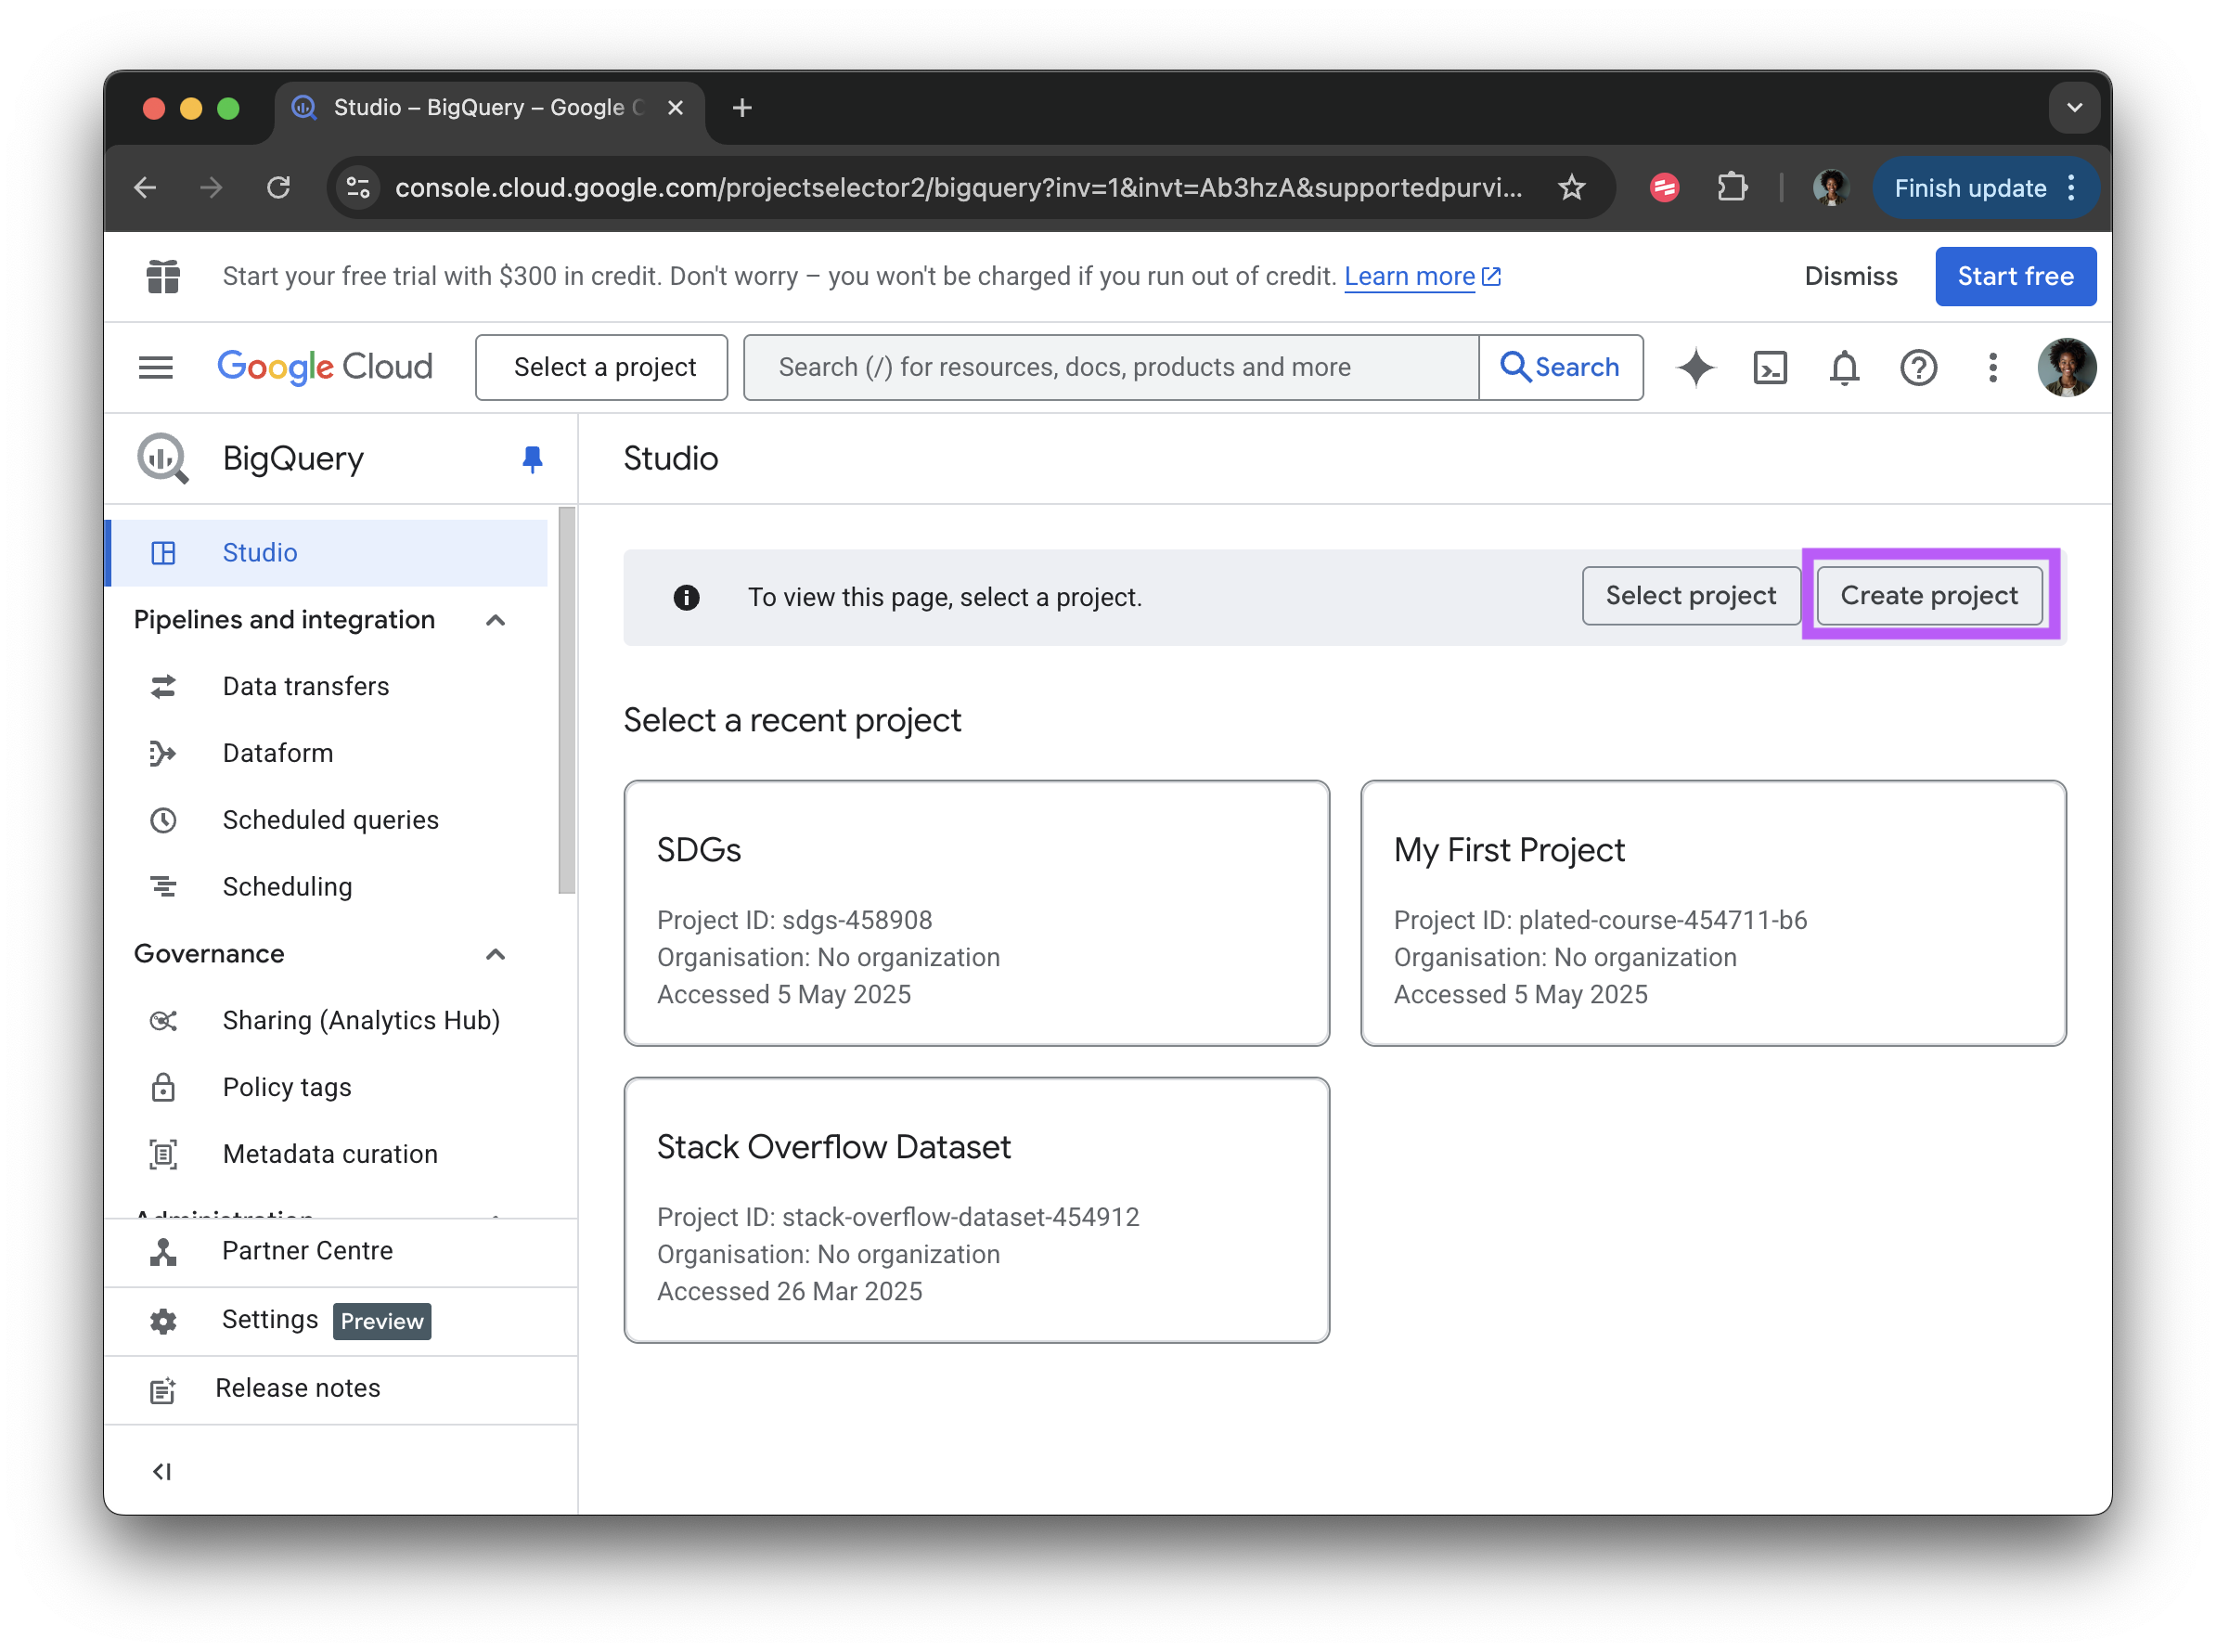 Studio – BigQuery – Google
console.cloud.google.com/projectselector2/bigquery?inv=1&invt=Ab3hzA&supportedpurvi...
Finish update
Start your free trial with $300 in credit. Don't worry – you won't be charged if you run out of credit. Learn more
Dismiss
Start free
Google Cloud
Select a project
Search (/) for resources, docs, products and more
Search
BigQuery
Studio
Studio
Pipelines and integration
Data transfers
Dataform
Scheduled queries
Scheduling
Governance
Sharing (Analytics Hub)
Policy tags
Metadata curation
Administration
Partner Centre
Settings Preview
Release notes
To view this page, select a project.
Select project
Create project
Select a recent project
SDGs
Project ID: sdgs-458908
Organisation: No organization
Accessed 5 May 2025
My First Project
Project ID: plated-course-454711-b6
Organisation: No organization
Accessed 5 May 2025
Stack Overflow Dataset
Project ID: stack-overflow-dataset-454912
Organisation: No organization
Accessed 26 Mar 2025